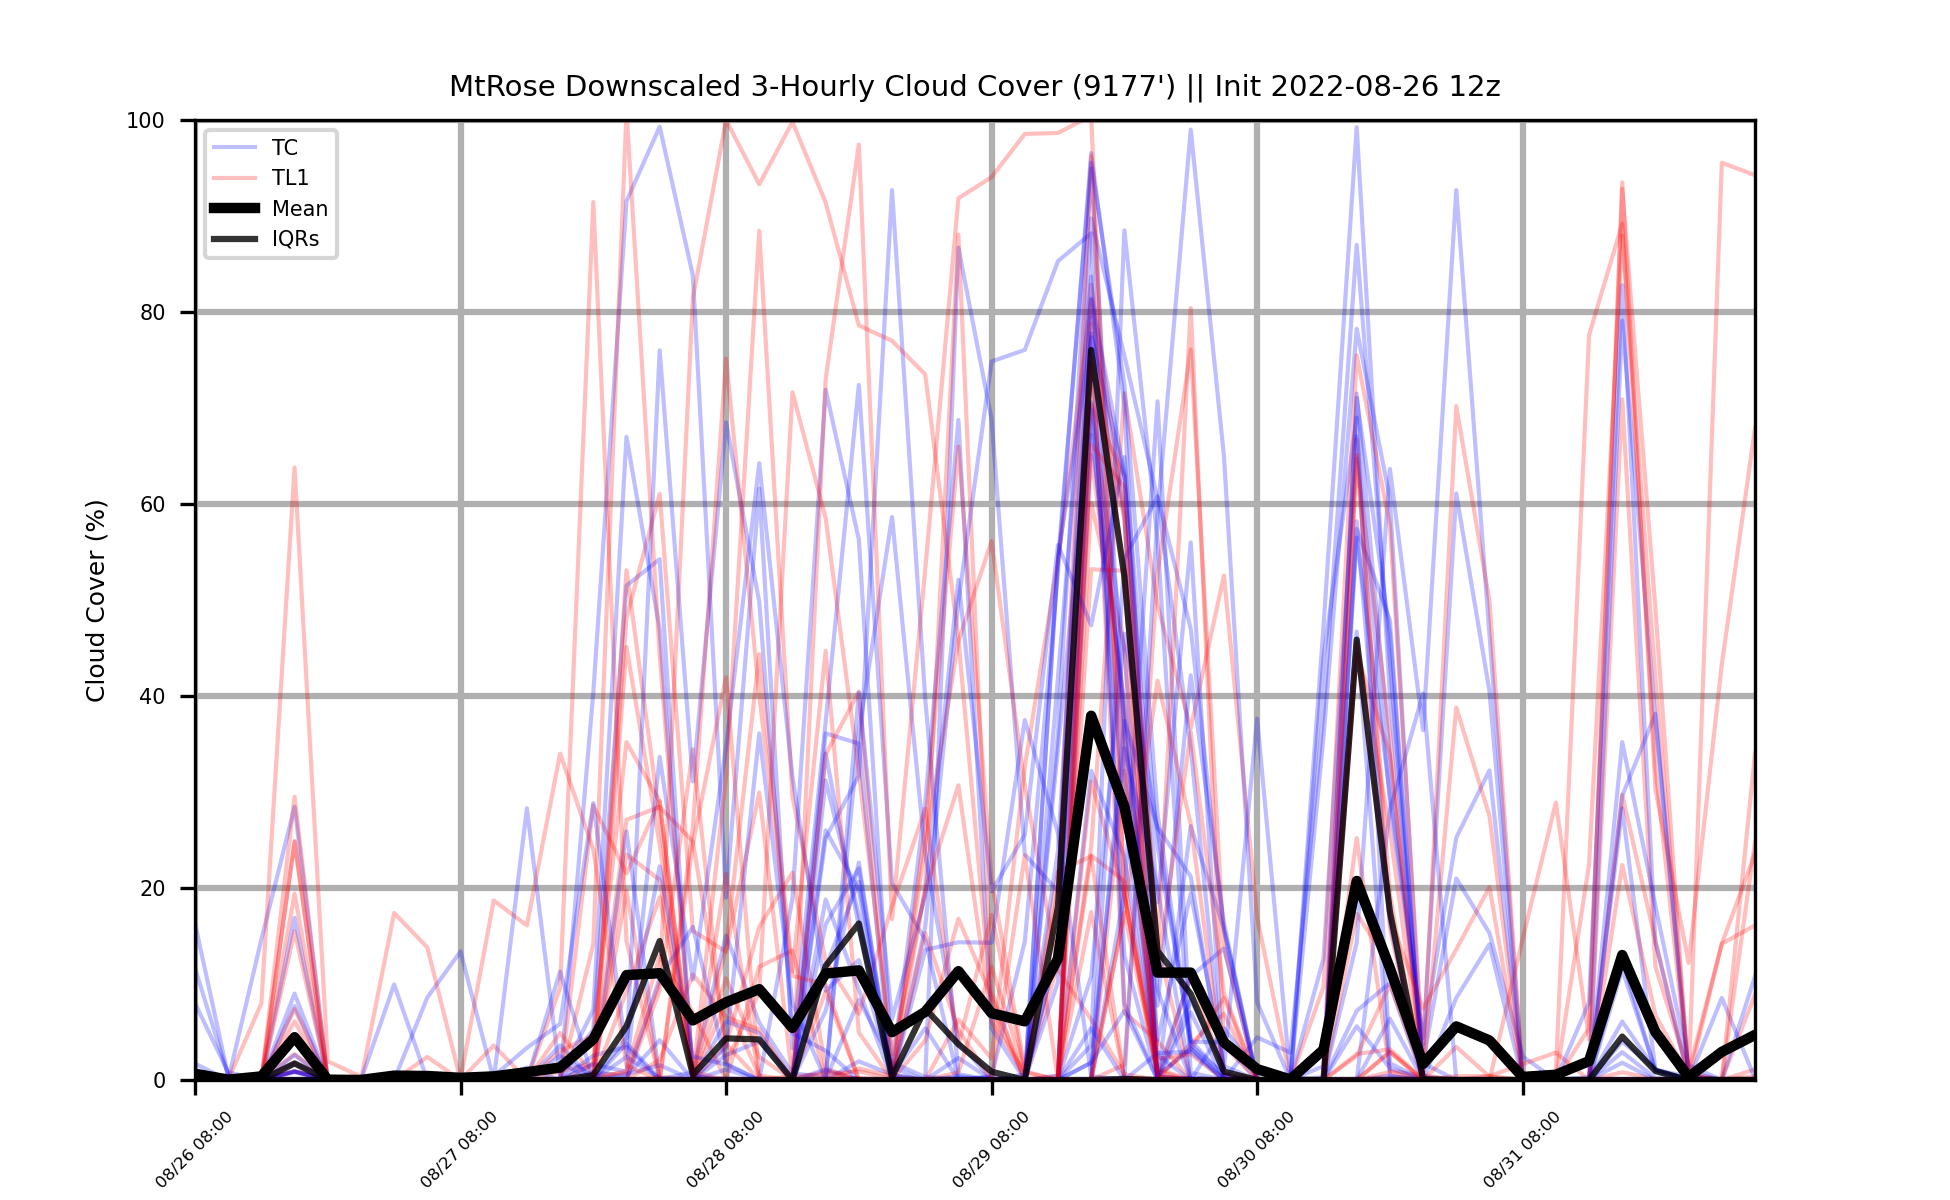 MtRose Downscaled 3-Hourly Cloud Cover (9177') || Init 2022-08-26 12z
100
80
60
40
20
0
Cloud Cover (%)
TC
TL1
Mean
IQRs
08/26 08:00
08/27 08:00
08/28 08:00
08/29 08:00
08/30 08:00
08/31 08:00